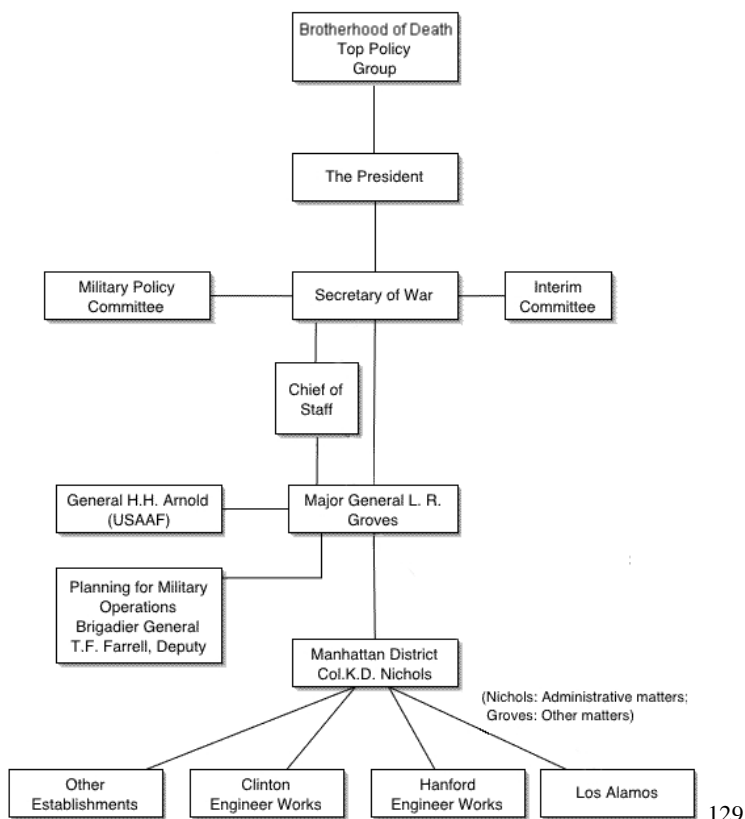 Brotherhood of Death
Top Policy
Group
The President
Military Policy
Committee
Secretary of War
Interim
Committee
Chief of
Staff
General H.H. Arnold
(USAAF)
Major General L. R.
Groves
Planning for Military
Operations
Brigadier General
T.F. Farrell, Deputy
Manhattan District
Col.K.D. Nichols
(Nichols: Administrative matters;
Groves: Other matters)
Other
Establishments
Clinton
Engineer Works
Hanford
Engineer Works
Los Alamos
129